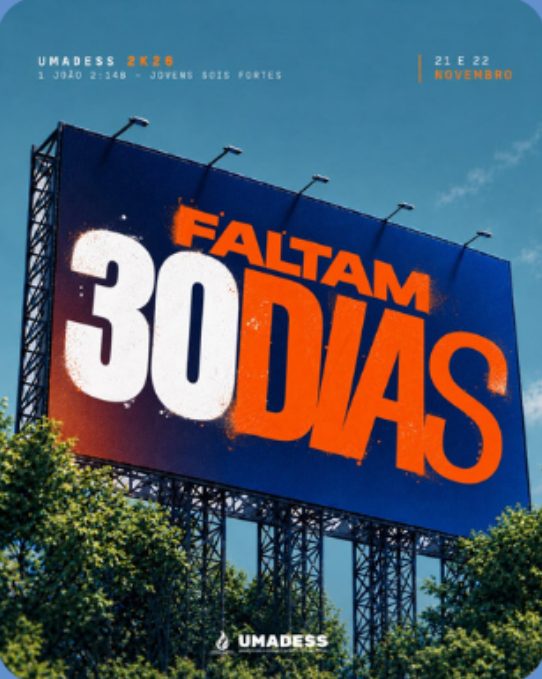 UMADESS 2K26
1 JOÃO 2:14B - JOVENS SOIS FORTES
21 E 22
NOVEMBRO
FALTAM
30DIAS
UMADESS